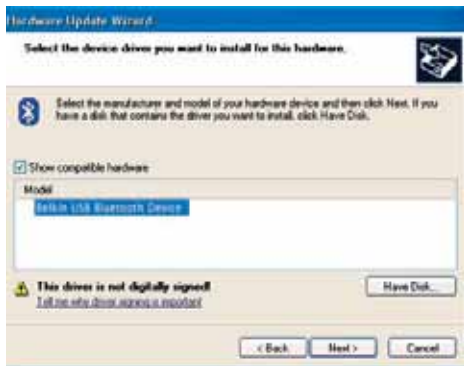 Hardware Update Wizard
Select the device driver you want to install for this hardware.
Select the manufacturer and model of your hardware device and then click Next. If you
have a disk that contains the driver you want to install, click Have Disk.
Show compatible hardware
Model
Belkin USB Bluetooth Device
This driver is not digitally signed!
Tell me why driver signing is important
Have Disk...
< Back
Next >
Cancel